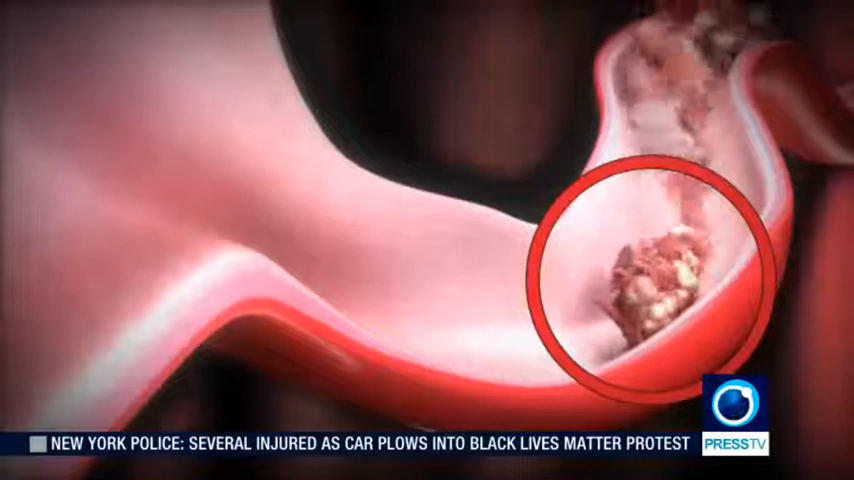 NEW YORK POLICE: SEVERAL INJURED AS CAR PLOWS INTO BLACK LIVES MATTER PROTEST
PRESSTV